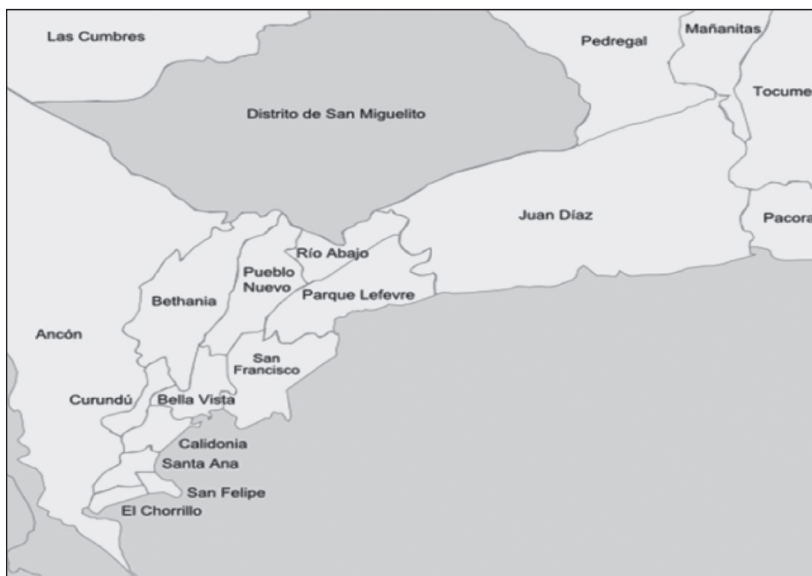 Las Cumbres
Pedregal
Mañanitas
Tocume
Distrito de San Miguelito
Juan Díaz
Pacora
Río Abajo
Pueblo
Nuevo
Parque Lefevre
Bethania
Ancón
San
Francisco
Curundú
Bella Vista
Calidonia
Santa Ana
San Felipe
El Chorrillo